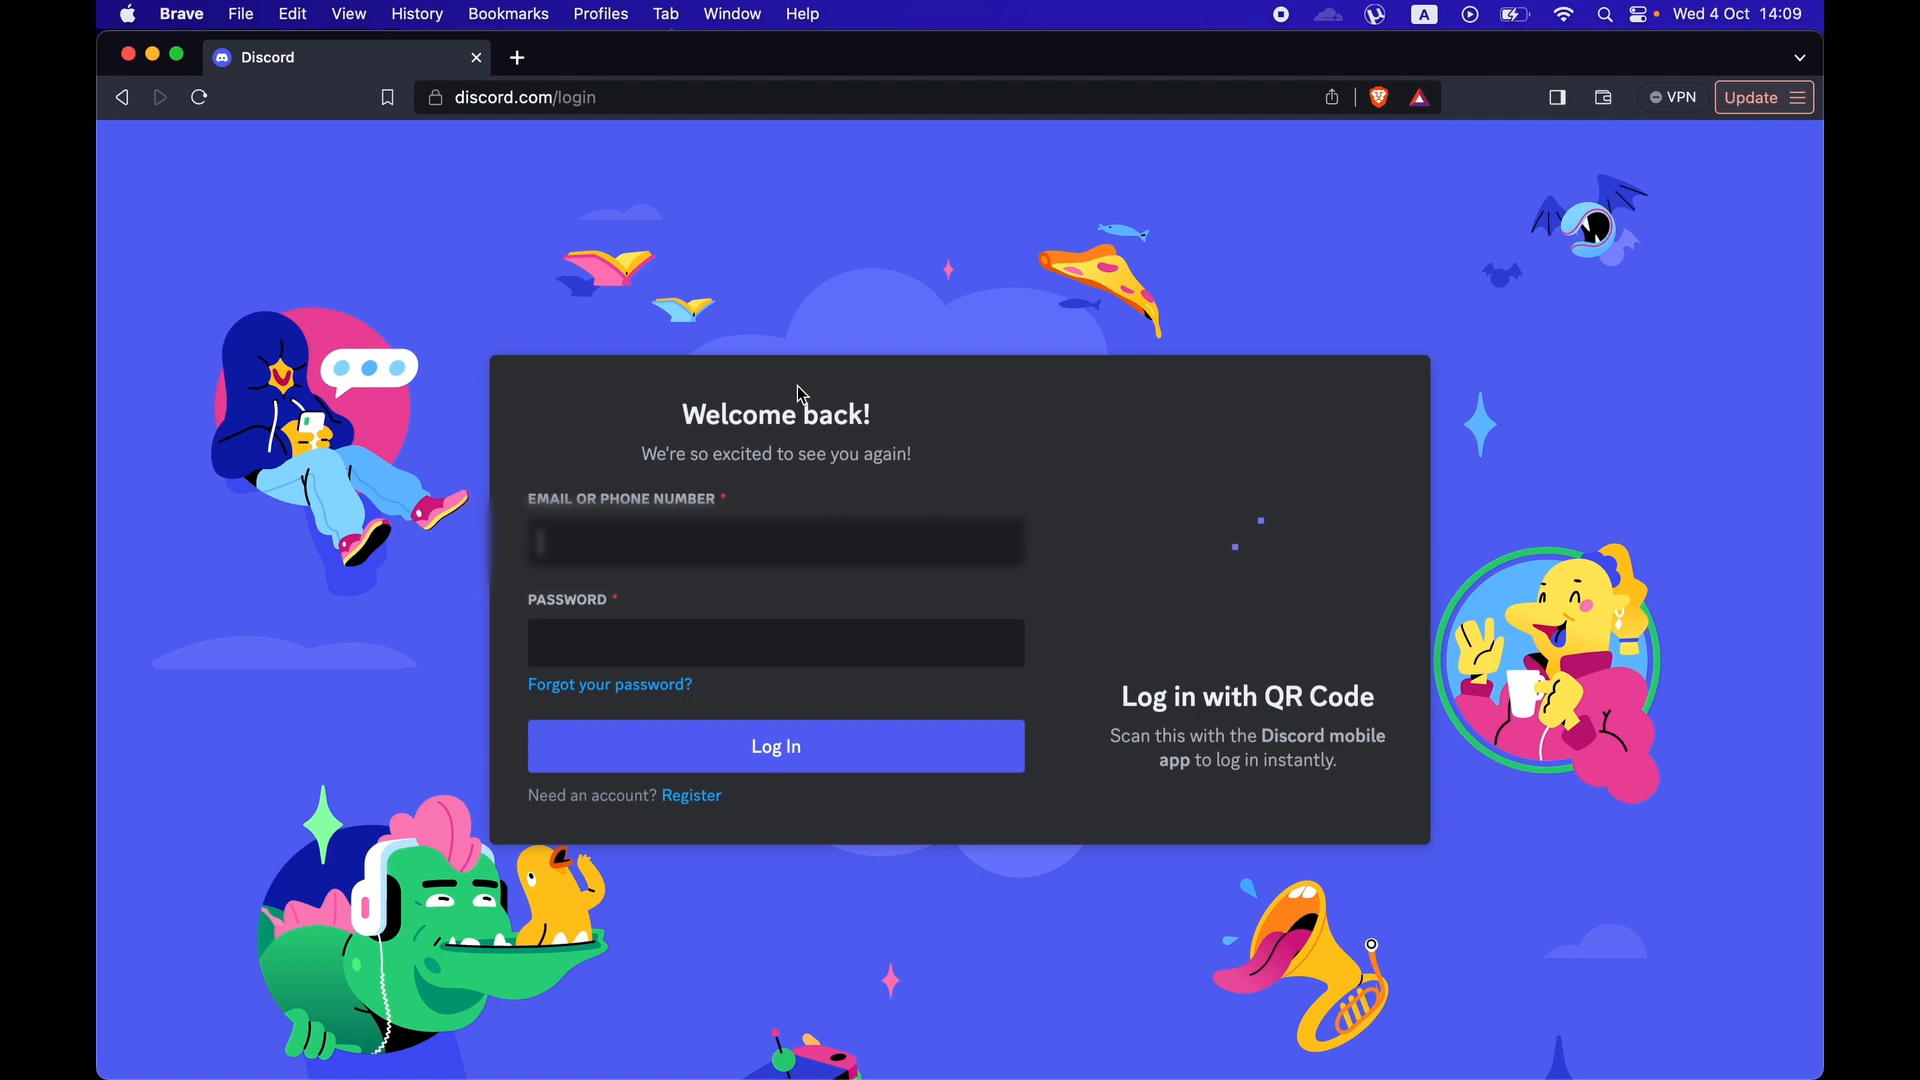 Brave File Edit View History Bookmarks Profiles Tab Window Help A Wed 4 Oct 14:09
Discord
discord.com/login VPN Update
Welcome back!
We're so excited to see you again!
EMAIL OR PHONE NUMBER *
PASSWORD *
Forgot your password?
Log In
Need an account? Register
Log in with QR Code
Scan this with the Discord mobile
app to log in instantly.